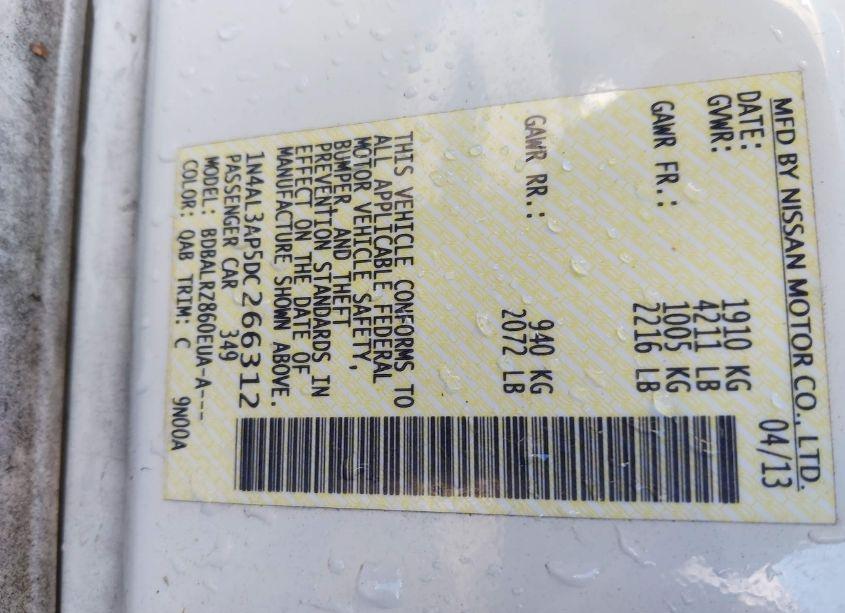 MFD BY NISSAN MOTOR CO., LTD.
DATE: 04/13
GVWR: 1910 KG
4211 LB
GAWR FR.: 1005 KG
2216 LB
GAWR RR.: 940 KG
2072 LB
THIS VEHICLE CONFORMS TO
ALL APPLICABLE FEDERAL
MOTOR VEHICLE SAFETY,
BUMPER, AND THEFT
PREVENTION STANDARDS IN
EFFECT ON THE DATE OF
MANUFACTURE SHOWN ABOVE.
1N4AL3AP5DC266312
PASSENGER CAR 349
MODEL: BDBALRZ860EUA-A---
COLOR: QAB TRIM: C 9N00A